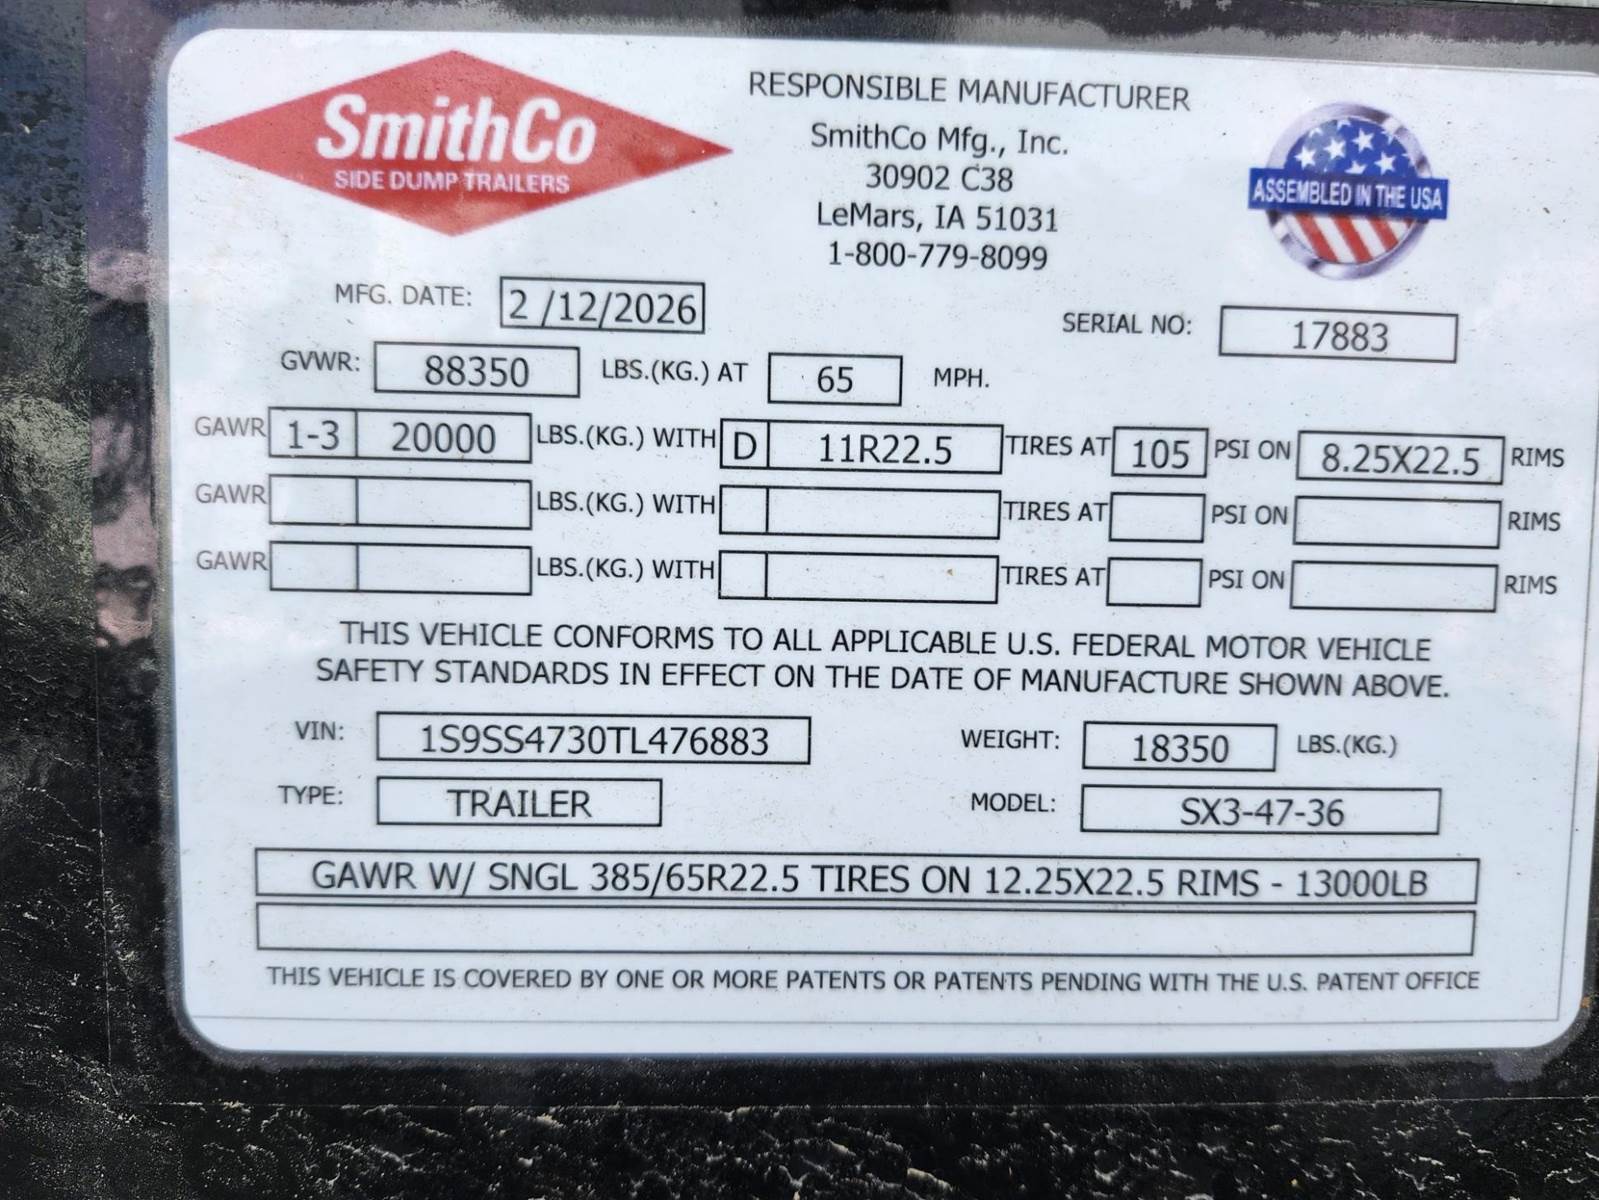 SmithCo
SIDE DUMP TRAILERS
RESPONSIBLE MANUFACTURER
SmithCo Mfg., Inc.
30902 C38
LeMars, IA 51031
1-800-779-8099
ASSEMBLED IN THE USA
MFG. DATE: 2 /12/2026
SERIAL NO: 17883
GVWR: 88350 LBS.(KG.) AT 65 MPH.
GAWR 1-3 20000 LBS.(KG.) WITH D 11R22.5 TIRES AT 105 PSI ON 8.25X22.5 RIMS
GAWR LBS.(KG.) WITH TIRES AT PSI ON RIMS
GAWR LBS.(KG.) WITH TIRES AT PSI ON RIMS
THIS VEHICLE CONFORMS TO ALL APPLICABLE U.S. FEDERAL MOTOR VEHICLE
SAFETY STANDARDS IN EFFECT ON THE DATE OF MANUFACTURE SHOWN ABOVE.
VIN: 1S9SS4730TL476883 WEIGHT: 18350 LBS.(KG.)
TYPE: TRAILER MODEL: SX3-47-36
GAWR W/ SNGL 385/65R22.5 TIRES ON 12.25X22.5 RIMS - 13000LB
THIS VEHICLE IS COVERED BY ONE OR MORE PATENTS OR PATENTS PENDING WITH THE U.S. PATENT OFFICE